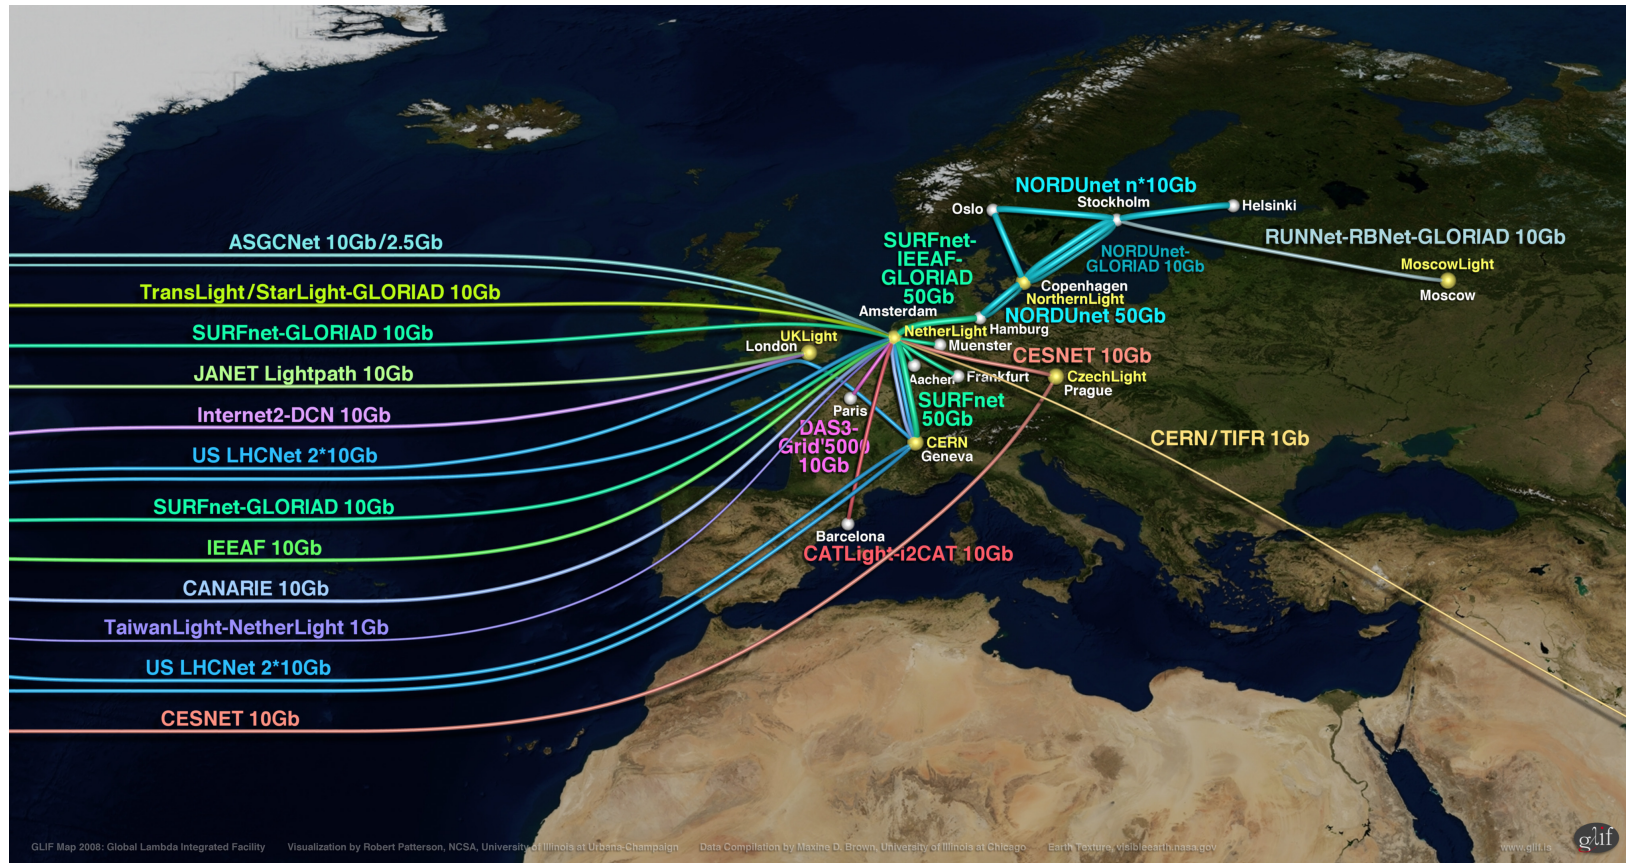 NORDUnet n*10Gb
Stockholm
Oslo
Helsinki
ASGCNet 10Gb/2.5Gb
SURFnet-
IEEAF-
GLORIAD
50Gb
NORDUnet-
GLORIAD 10Gb
RUNNet-RBNet-GLORIAD 10Gb
MoscowLight
Moscow
TransLight/StarLight-GLORIAD 10Gb
Copenhagen
NorthernLight
Amsterdam
NORDUnet 50Gb
SURFnet-GLORIAD 10Gb
UKLight
London
NetherLight
Hamburg
Muenster
CESNET 10Gb
JANET Lightpath 10Gb
Aachen
Frankfurt
CzechLight
Prague
Internet2-DCN 10Gb
Paris
SURFnet
50Gb
DAS3-
Grid'5000
10Gb
CERN
Geneva
CERN/TIFR 1Gb
US LHCNet 2*10Gb
SURFnet-GLORIAD 10Gb
Barcelona
CATLight-i2CAT 10Gb
IEEAF 10Gb
CANARIE 10Gb
TaiwanLight-NetherLight 1Gb
US LHCNet 2*10Gb
CESNET 10Gb
GLIF Map 2008: Global Lambda Integrated Facility Visualization by Robert Patterson, NCSA, University of Illinois at Urbana-Champaign Data Compilation by Maxine D. Brown, University of Illinois at Chicago Earth Texture, visibleearth.nasa.gov www.glif.is
glif